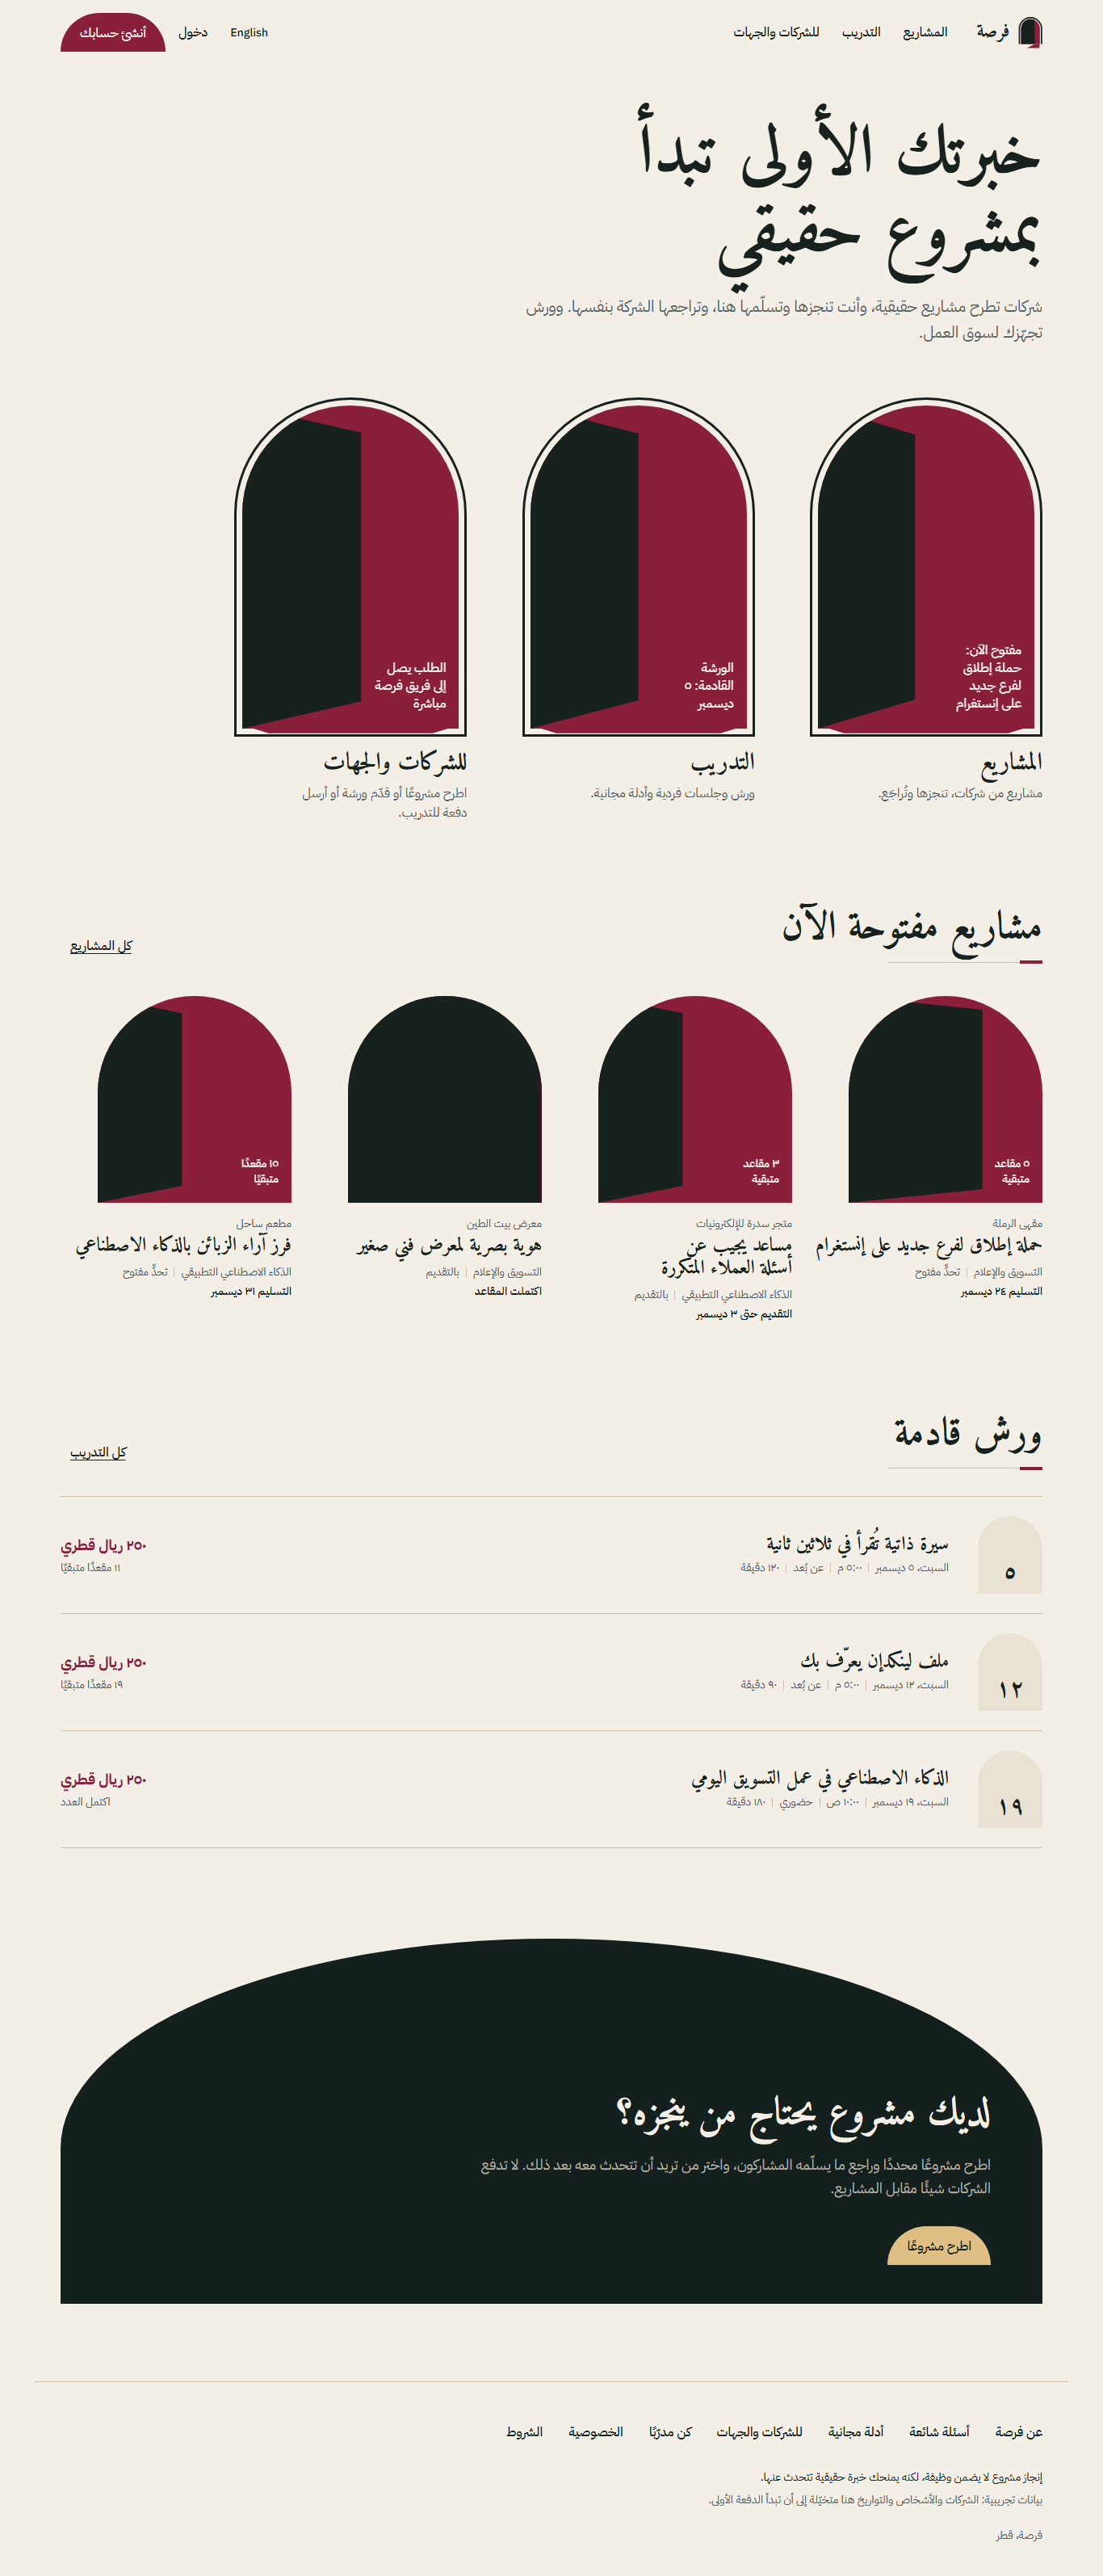 فرصة
المشاريع
التدريب
للشركات والجهات
English
دخول
أنشئ حسابك
خبرتك الأولى تبدأ
بمشروع حقيقي
شركات تطرح مشاريع حقيقية، وأنت تنجزها وتسلّمها هنا، وتراجعها الشركة بنفسها. وورش
تجهّزك لسوق العمل.
مفتوح الآن:
حملة إطلاق
لفرع جديد
على إنستغرام
المشاريع
مشاريع من شركات، تنجزها وتُراجَع.
الورشة
القادمة: ٥
ديسمبر
التدريب
ورش وجلسات فردية وأدلة مجانية.
الطلب يصل
إلى فريق فرصة
مباشرة
للشركات والجهات
اطرح مشروعًا أو قدّم ورشة أو أرسل
دفعة للتدريب.
مشاريع مفتوحة الآن
كل المشاريع
٥ مقاعد
متبقية
مقهى الرملة
حملة إطلاق لفرع جديد على إنستغرام
التسويق والإعلام | تحدٍّ مفتوح
التسليم ٢٤ ديسمبر
٣ مقاعد
متبقية
متجر سدرة للإلكترونيات
مساعد يجيب عن
أسئلة العملاء المتكررة
الذكاء الاصطناعي التطبيقي | بالتقديم
التقديم حتى ٣ ديسمبر
معرض بيت الطين
هوية بصرية لمعرض فني صغير
التسويق والإعلام | بالتقديم
اكتملت المقاعد
١٥ مقعدًا
متبقيًا
مطعم ساحل
فرز آراء الزبائن بالذكاء الاصطناعي
الذكاء الاصطناعي التطبيقي | تحدٍّ مفتوح
التسليم ٣١ ديسمبر
ورش قادمة
كل التدريب
٥
سيرة ذاتية تُقرأ في ثلاثين ثانية
السبت، ٥ ديسمبر | ٥:٠٠ م | عن بُعد | ١٢٠ دقيقة
٢٥٠ ريال قطري
١١ مقعدًا متبقيًا
١٢
ملف لينكدإن يعرّف بك
السبت، ١٢ ديسمبر | ٥:٠٠ م | عن بُعد | ٩٠ دقيقة
٢٥٠ ريال قطري
١٩ مقعدًا متبقيًا
١٩
الذكاء الاصطناعي في عمل التسويق اليومي
السبت، ١٩ ديسمبر | ١٠:٠٠ ص | حضوري | ١٨٠ دقيقة
٢٥٠ ريال قطري
اكتمل العدد
لديك مشروع يحتاج من ينجزه؟
اطرح مشروعًا محددًا وراجع ما يسلّمه المشاركون، واختر من تريد أن تتحدث معه بعد ذلك. لا تدفع
الشركات شيئًا مقابل المشاريع.
اطرح مشروعًا
عن فرصة
أسئلة شائعة
أدلة مجانية
للشركات والجهات
كن مدرّبًا
الخصوصية
الشروط
إنجاز مشروع لا يضمن وظيفة، لكنه يمنحك خبرة حقيقية تتحدث عنها.
بيانات تجريبية: الشركات والأشخاص والتواريخ هنا متخيّلة إلى أن تبدأ الدفعة الأولى.
فرصة، قطر